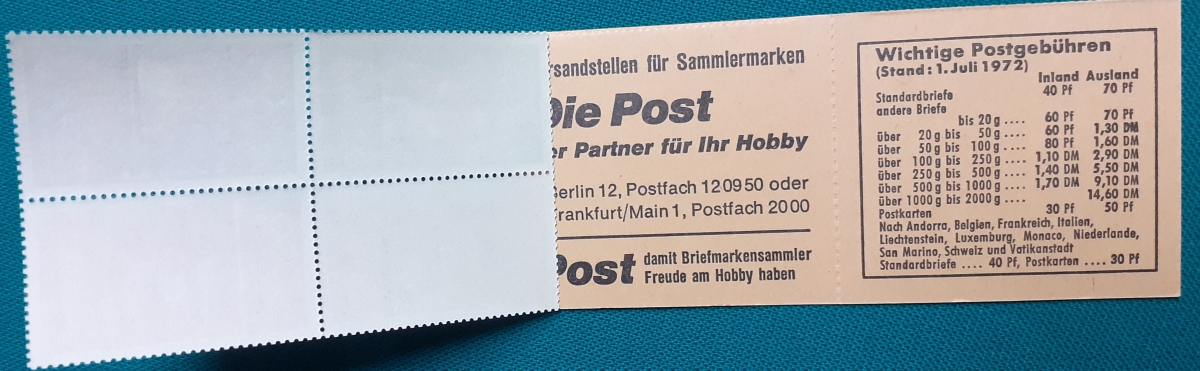 sandstellen für Sammlermarken
Die Post
er Partner für Ihr Hobby
erlin 12, Postfach 120950 oder
rankfurt/Main 1, Postfach 2000
Post damit Briefmarkensammler
Freude am Hobby haben
Wichtige Postgebühren
(Stand: 1. Juli 1972)
Inland Ausland
Standardbriefe 40 Pf 70 Pf
andere Briefe
bis 20 g .... 60 Pf 70 Pf
über 20 g bis 50 g .... 60 Pf 1,30 DM
über 50 g bis 100 g .... 80 Pf 1,60 DM
über 100 g bis 250 g .... 1,10 DM 2,90 DM
über 250 g bis 500 g .... 1,40 DM 5,50 DM
über 500 g bis 1000 g .... 1,70 DM 9,10 DM
über 1000 g bis 2000 g .... 14,60 DM
Postkarten 30 Pf 50 Pf
Nach Andorra, Belgien, Frankreich, Italien,
Liechtenstein, Luxemburg, Monaco, Niederlande,
San Marino, Schweiz und Vatikanstadt
Standardbriefe .... 40 Pf, Postkarten .... 30 Pf